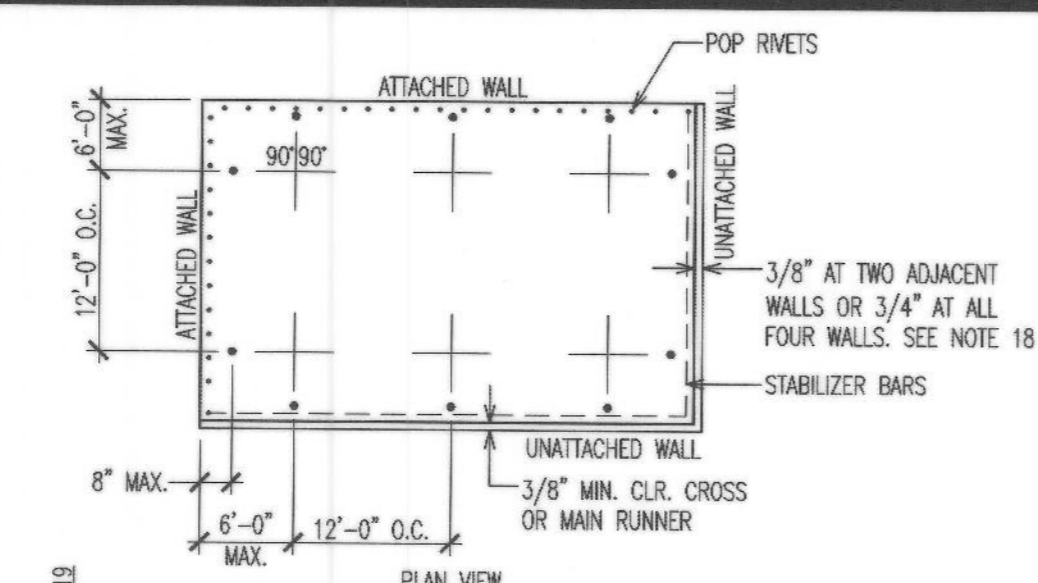 POP RIVETS
ATTACHED WALL
UNATTACHED WALL
6'-0"
MAX.
90°90°
12'-0" O.C.
ATTACHED WALL
3/8" AT TWO ADJACENT
WALLS OR 3/4" AT ALL
FOUR WALLS. SEE NOTE 18
STABILIZER BARS
UNATTACHED WALL
8" MAX.
3/8" MIN. CLR. CROSS
OR MAIN RUNNER
6'-0"
MAX.
12'-0" O.C.
19
PLAN VIEW